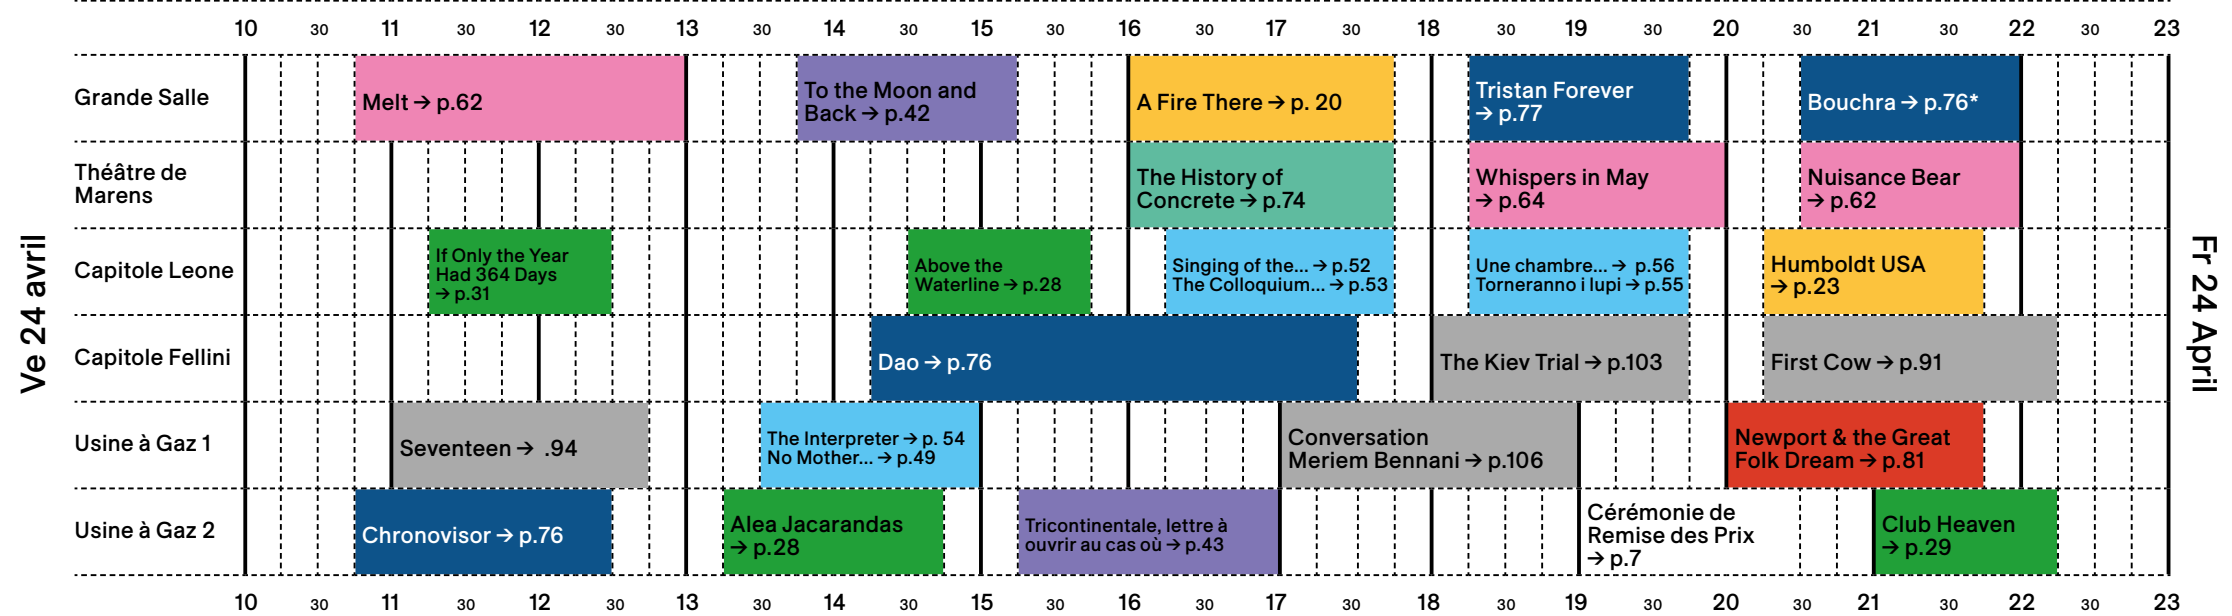 10 30 11 30 12 30 13 30 14 30 15 30 16 30 17 30 18 30 19 30 20 30 21 30 22 30 23
Ve 24 avril
Fr 24 April
Grande Salle
Melt → p.62
To the Moon and
Back → p.42
A Fire There → p. 20
Tristan Forever
→ p.77
Bouchra → p.76*
Théâtre de
Marens
The History of
Concrete → p.74
Whispers in May
→ p.64
Nuisance Bear
→ p.62
Capitole Leone
If Only the Year
Had 364 Days
→ p.31
Above the
Waterline → p.28
Singing of the... → p.52
The Colloquium... → p.53
Une chambre... → p.56
Torneranno i lupi → p.55
Humboldt USA
→ p.23
Capitole Fellini
Dao → p.76
The Kiev Trial → p.103
First Cow → p.91
Usine à Gaz 1
Seventeen → .94
The Interpreter → p. 54
No Mother... → p.49
Conversation
Meriem Bennani → p.106
Newport & the Great
Folk Dream → p.81
Usine à Gaz 2
Chronovisor → p.76
Alea Jacarandas
→ p.28
Tricontinentale, lettre à
ouvrir au cas où → p.43
Cérémonie de
Remise des Prix
→ p.7
Club Heaven
→ p.29
10 30 11 30 12 30 13 30 14 30 15 30 16 30 17 30 18 30 19 30 20 30 21 30 22 30 23